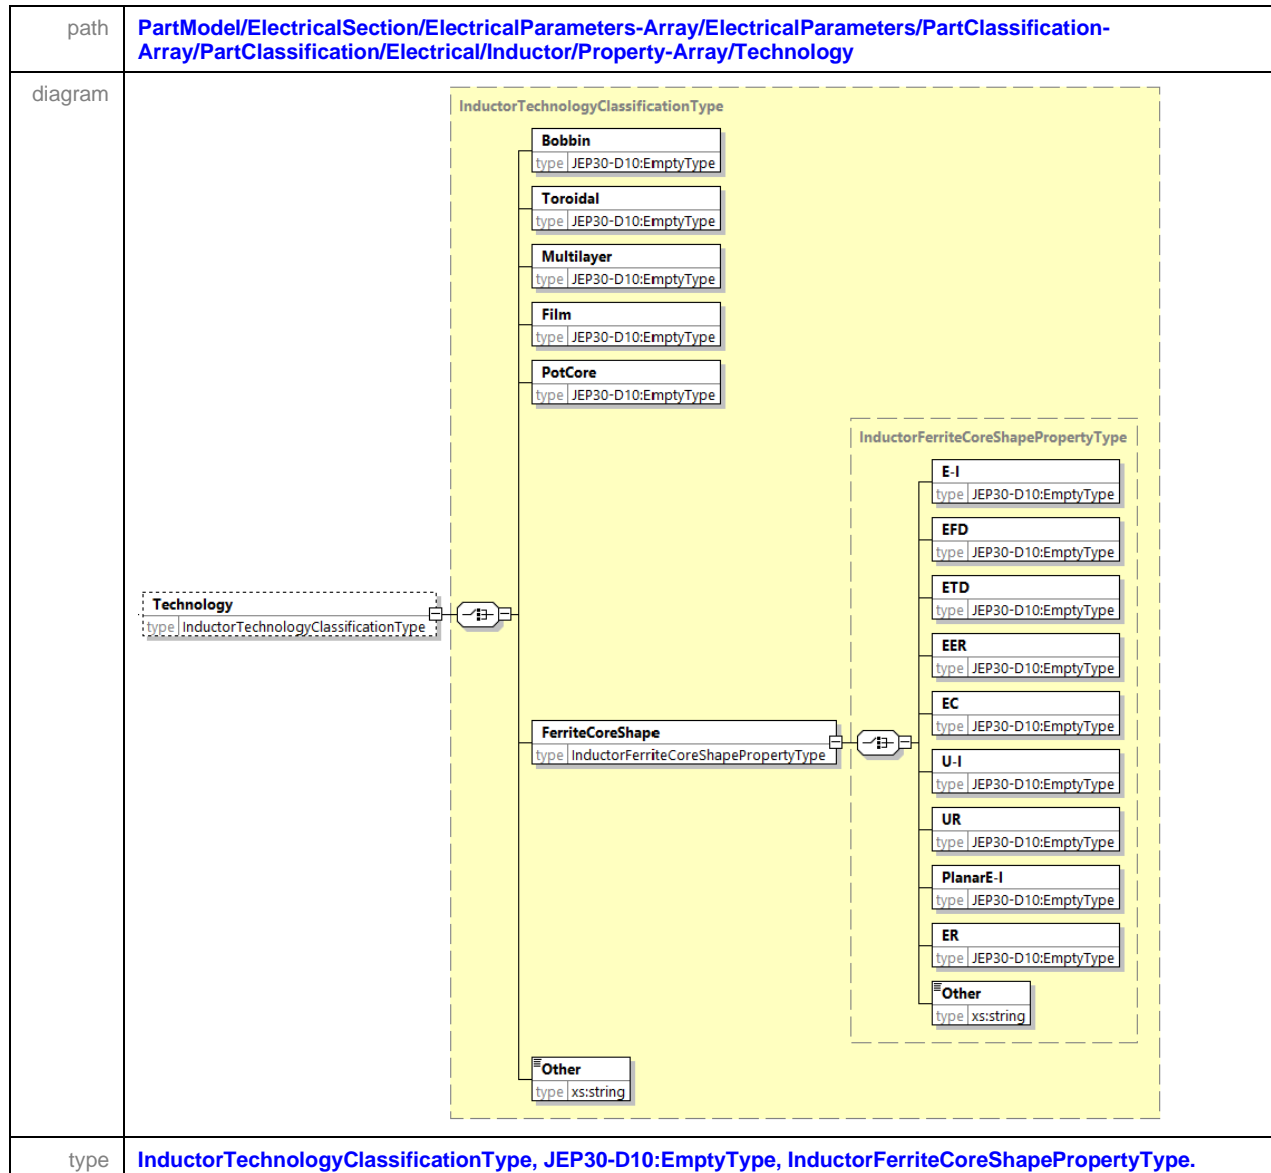 path
PartModel/ElectricalSection/ElectricalParameters-Array/ElectricalParameters/PartClassification-
Array/PartClassification/Electrical/Inductor/Property-Array/Technology
diagram
InductorTechnologyClassificationType
Bobbin
type JEP30-D10:EmptyType
Toroidal
type JEP30-D10:EmptyType
Multilayer
type JEP30-D10:EmptyType
Film
type JEP30-D10:EmptyType
PotCore
type JEP30-D10:EmptyType
InductorFerriteCoreShapePropertyType
E-I
type JEP30-D10:EmptyType
EFD
type JEP30-D10:EmptyType
ETD
type JEP30-D10:EmptyType
Technology
type InductorTechnologyClassificationType
EER
type JEP30-D10:EmptyType
EC
type JEP30-D10:EmptyType
FerriteCoreShape
type InductorFerriteCoreShapePropertyType
U-I
type JEP30-D10:EmptyType
UR
type JEP30-D10:EmptyType
PlanarE-I
type JEP30-D10:EmptyType
ER
type JEP30-D10:EmptyType
Other
type xs:string
Other
type xs:string
type
InductorTechnologyClassificationType, JEP30-D10:EmptyType, InductorFerriteCoreShapePropertyType.